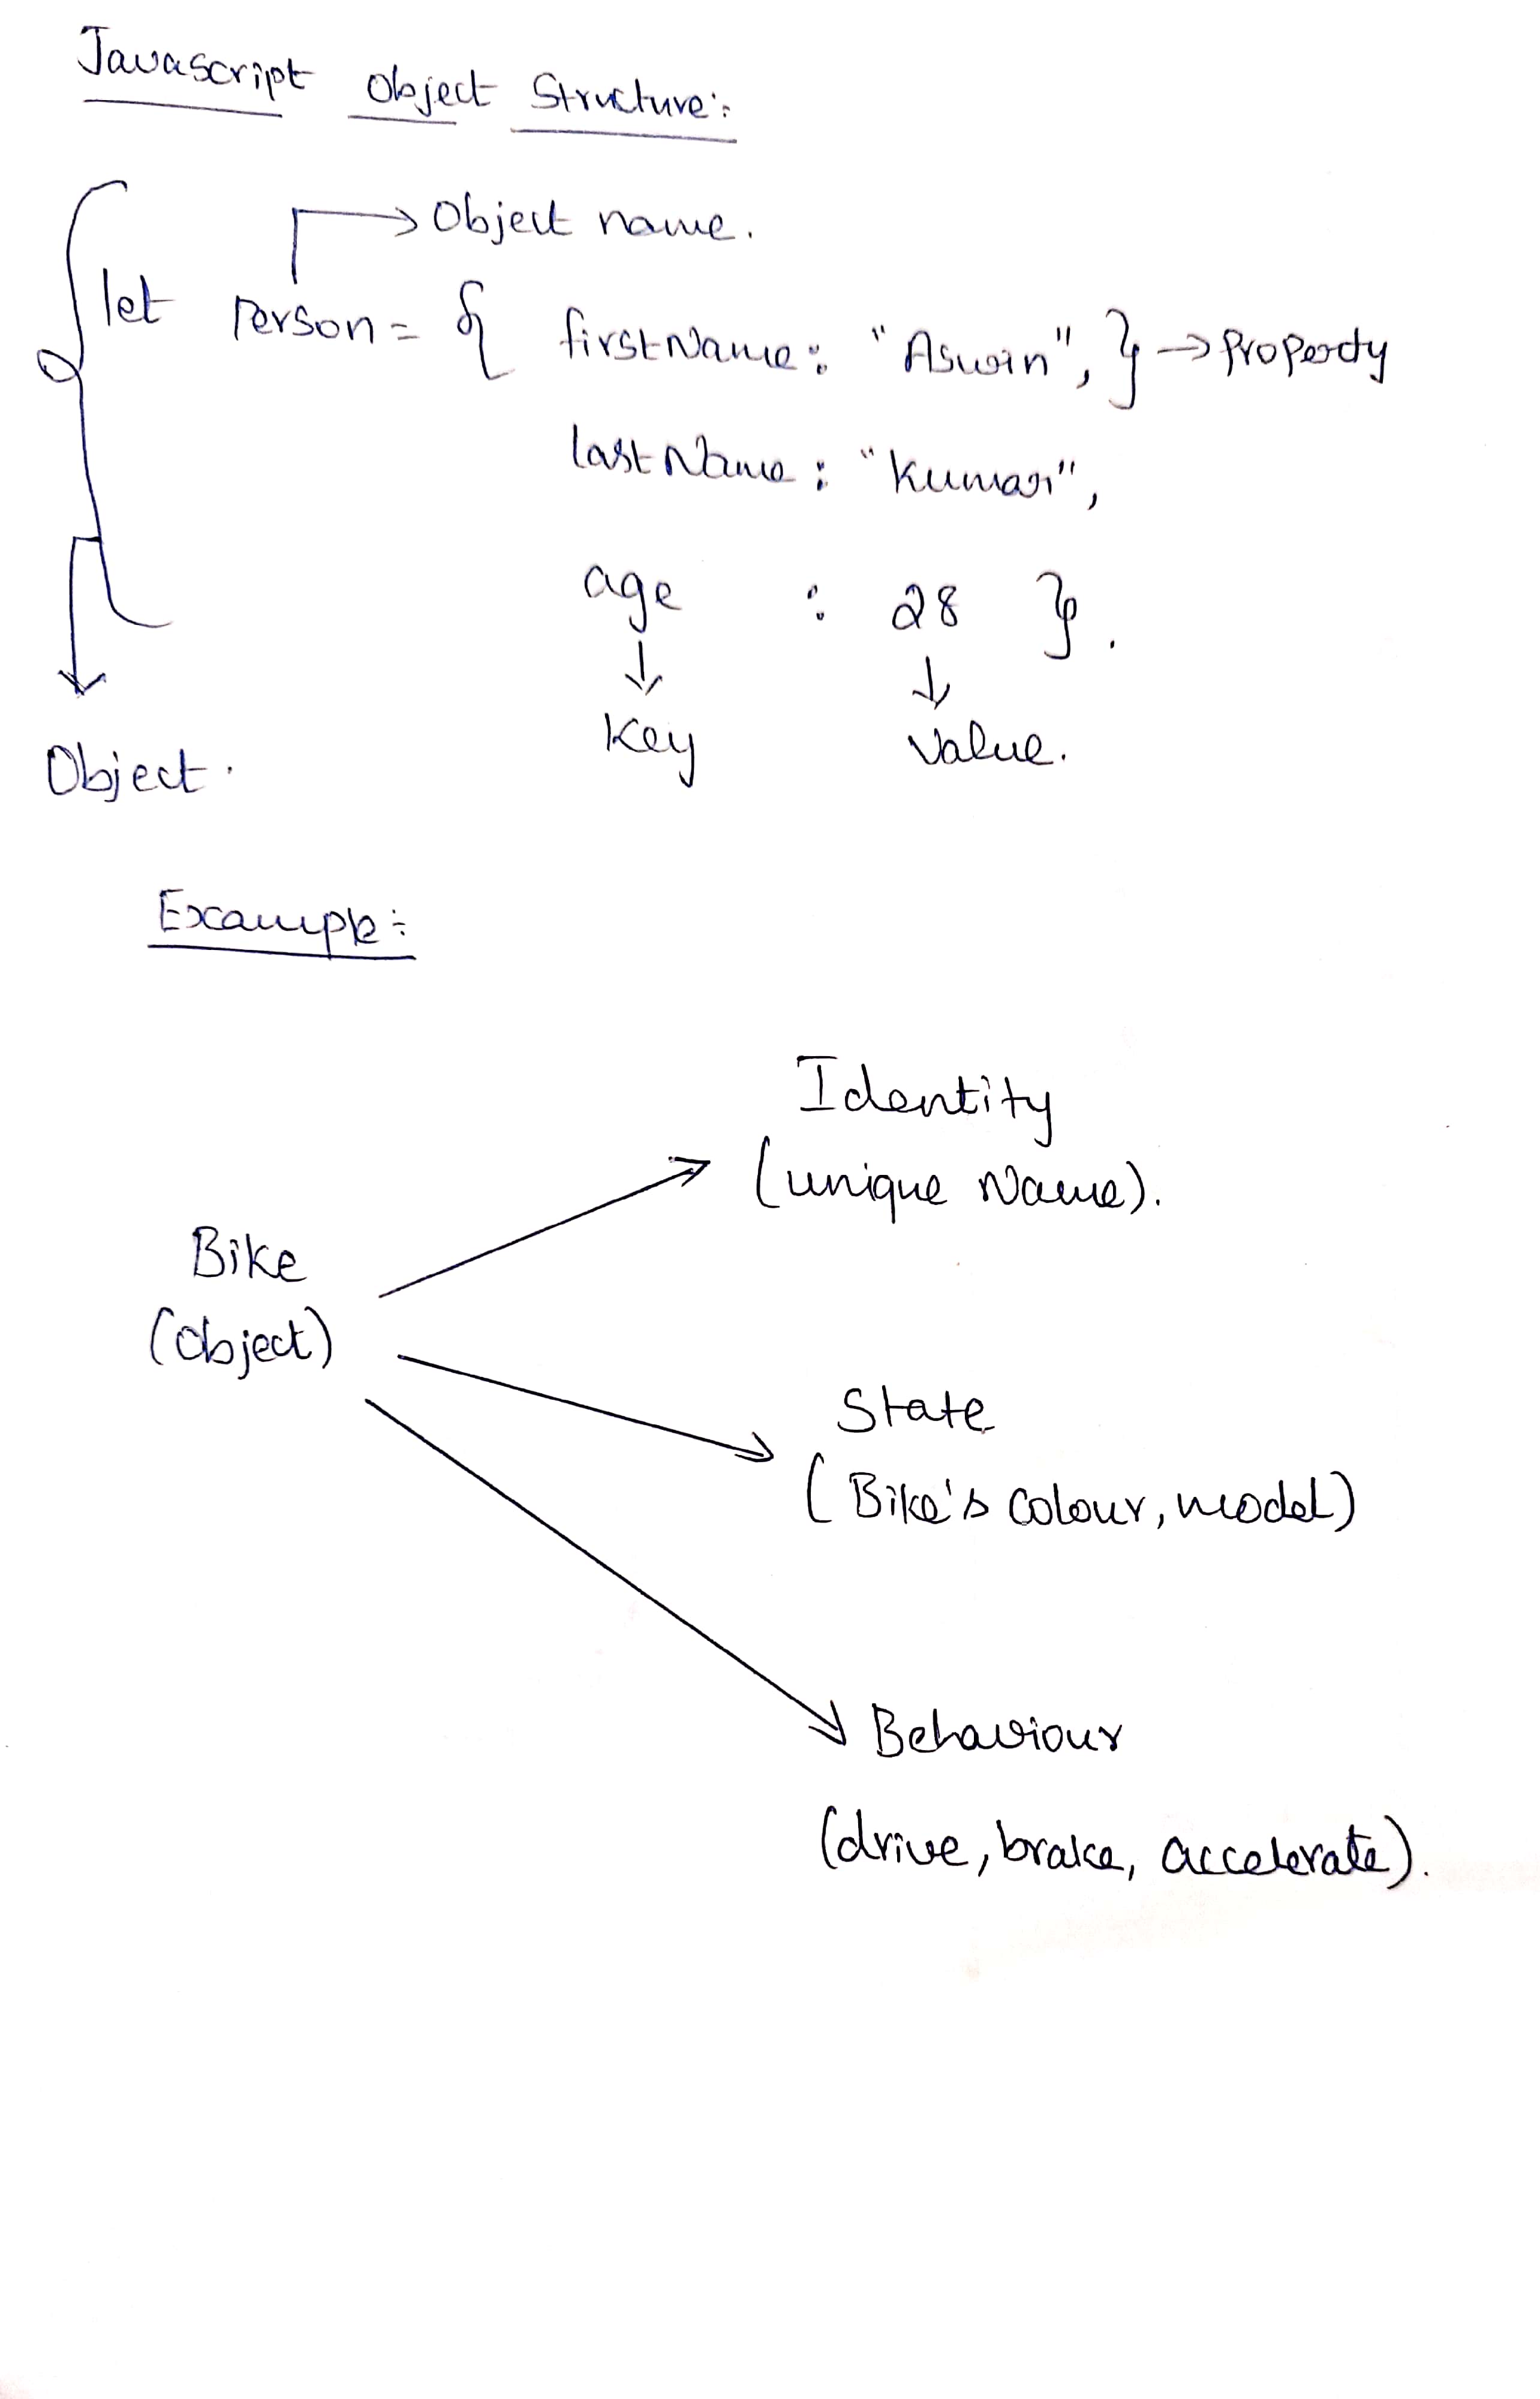 Javascript Object Structure:-
Object name.
let Person = { firstName : "Aswin", } → Property
lastName : "Kumar",
age : 28 }.
Key Value.
Object.
Example:-
Identity
(unique Name).
Bike
(Object)
State
( Bike's Colour, model)
Behaviour
(drive, brake, accelerate).